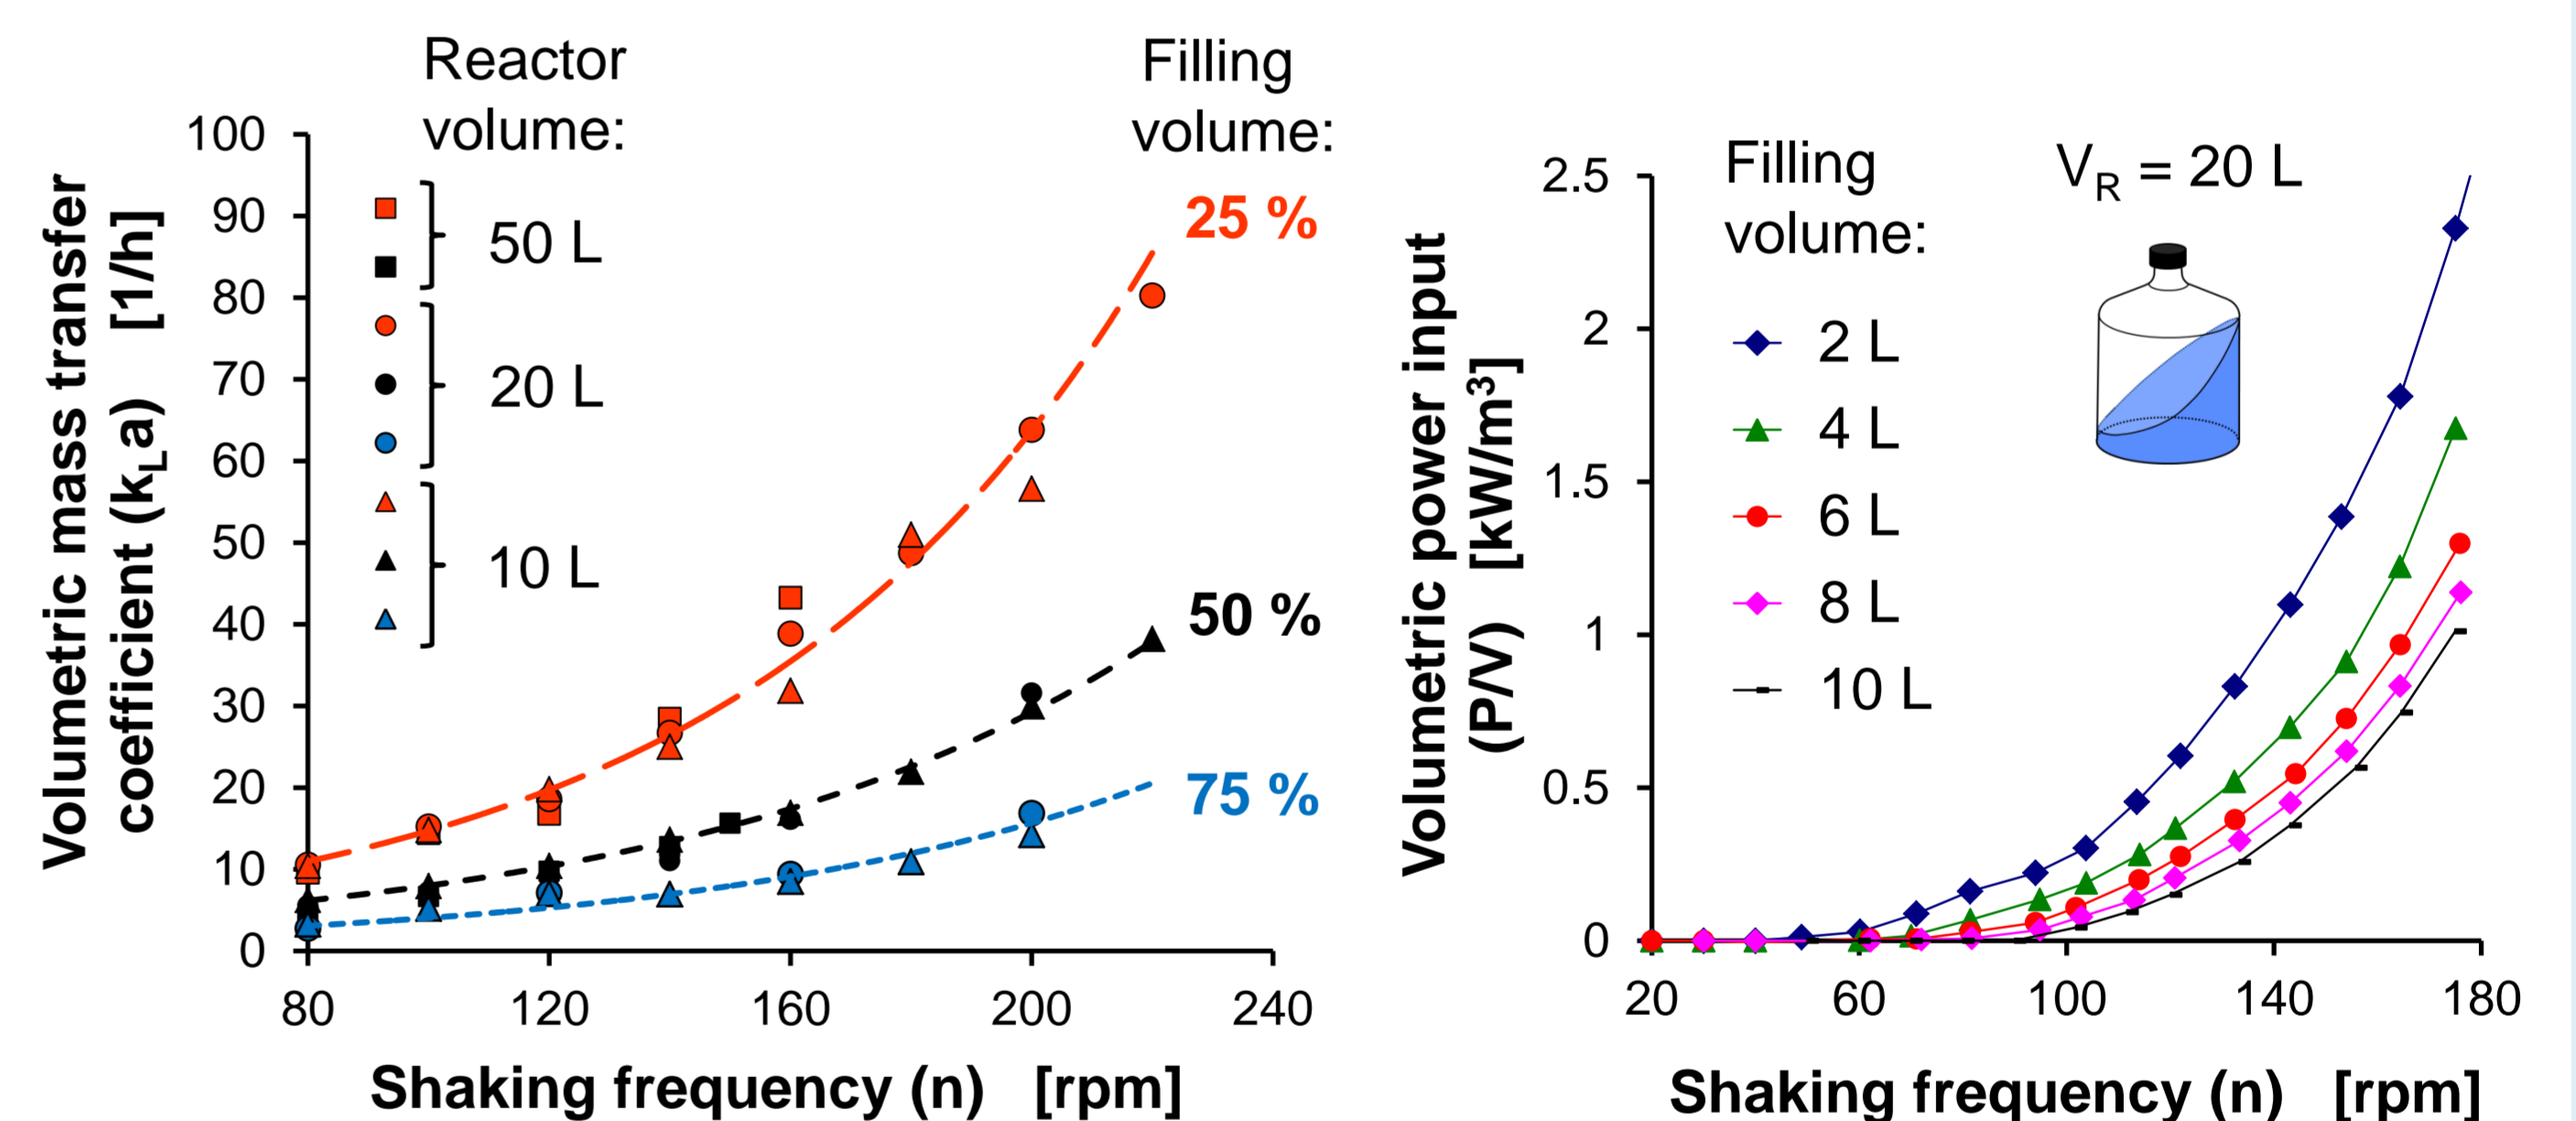 Reactor
volume:
Filling
volume:
100
90
80
70
60
50
40
30
20
10
0
50 L
20 L
10 L
25 %
50 %
75 %
80
120
160
200
240
Volumetric mass transfer
coefficient (kLa) [1/h]
Shaking frequency (n) [rpm]
Filling
volume:
VR = 20 L
2 L
4 L
6 L
8 L
10 L
2.5
2
1.5
1
0.5
0
20
60
100
140
180
Volumetric power input
(P/V) [kW/m³]
Shaking frequency (n) [rpm]